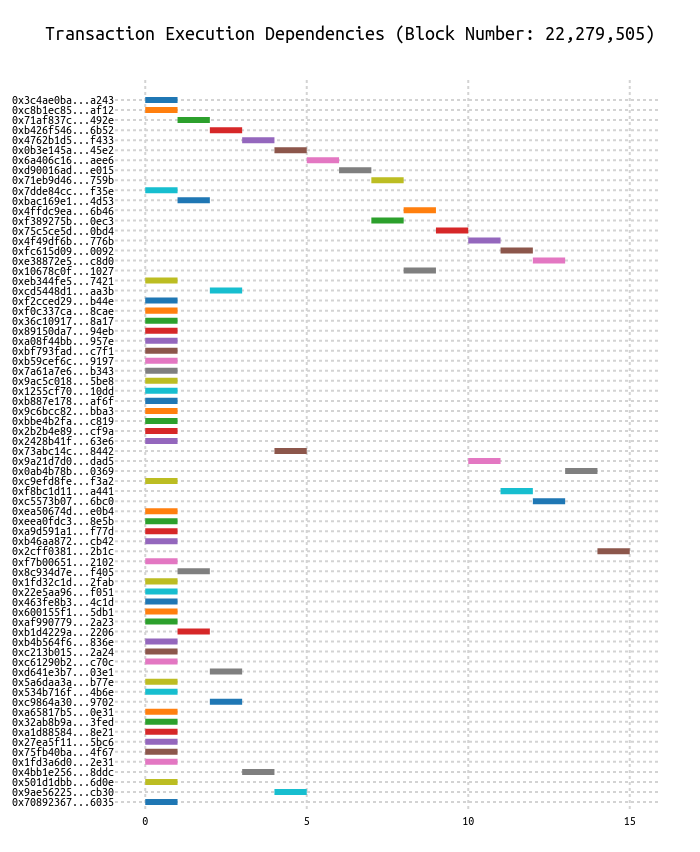 Transaction Execution Dependencies (Block Number: 22,279,505)
0x3c4ae0ba...a243
0xc8b1ec85...af12
0x71af837c...492e
0xb426f546...6b52
0x4762b1d5...f433
0x0b3e145a...45e2
0x6a406c16...aee6
0xd90016ad...e015
0x71eb9d46...759b
0x7dde84cc...f35e
0xbac169e1...4d53
0x4ffdc9ea...6b46
0xf389275b...0ec3
0x75c5ce5d...0bd4
0x4f49df6b...776b
0xfc615d09...0092
0xe38872e5...c8d0
0x10678c0f...1027
0xeb344fe5...7421
0xcd5448d1...aa3b
0xf2cced29...b44e
0xf0c337ca...8cae
0x36c10917...8a17
0x89150da7...94eb
0xa08f44bb...957e
0xbf793fad...c7f1
0xb59cef6c...9197
0x7a61a7e6...b343
0x9ac5c018...5be8
0x1255cf70...10dd
0xb887e178...af6f
0x9c6bcc82...bba3
0xbbe4b2fa...c819
0x2b2b4e89...cf9a
0x2428b41f...63e6
0x73abc14c...8442
0x9a21d7d0...dad5
0x0ab4b78b...0369
0xc9efd8fe...f3a2
0xf8bc1d11...a441
0xc5573b07...6bc0
0xea50674d...e0b4
0xeea0fdc3...8e5b
0xa9d591a1...f77d
0xb46aa872...cb42
0x2cff0381...2b1c
0xf7b00651...2102
0x8c934d7e...f405
0x1fd32c1d...2fab
0x22e5aa96...f051
0x463fe8b3...4c1d
0x600155f1...5db1
0xaf990779...2a23
0xb1d4229a...2206
0xb4b564f6...836e
0xc213b015...2a24
0xc61290b2...c70c
0xd641e3b7...03e1
0x5a6daa3a...b77e
0x534b716f...4b6e
0xc9864a30...9702
0xa65817b5...0e31
0x32ab8b9a...3fed
0xa1d88584...8e21
0x27ea5f11...5bc6
0x75fb40ba...4f67
0x1fd3a6d0...2e31
0x4bb1e256...8ddc
0x501d1dbb...6d0e
0x9ae56225...cb30
0x70892367...6035
0 5 10 15